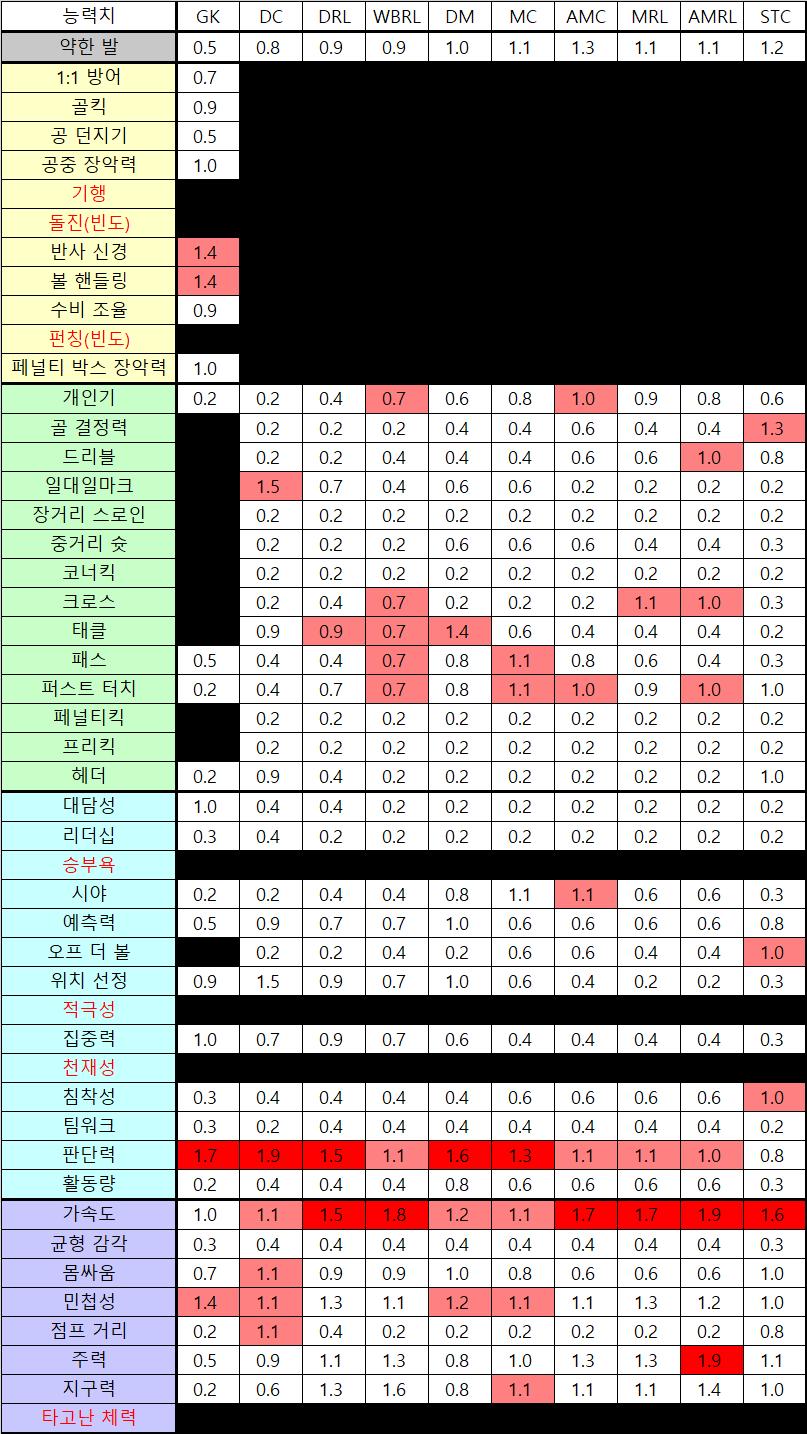 능력치 GK DC DRL WBRL DM MC AMC MRL AMRL STC
약한 발 0.5 0.8 0.9 0.9 1.0 1.1 1.3 1.1 1.1 1.2
1:1 방어 0.7
골킥 0.9
공 던지기 0.5
공중 장악력 1.0
기행
돌진(빈도)
반사 신경 1.4
볼 핸들링 1.4
수비 조율 0.9
펀칭(빈도)
페널티 박스 장악력 1.0
개인기 0.2 0.2 0.4 0.7 0.6 0.8 1.0 0.9 0.8 0.6
골 결정력 0.2 0.2 0.2 0.4 0.4 0.6 0.4 0.4 1.3
드리블 0.2 0.2 0.4 0.4 0.4 0.6 0.6 1.0 0.8
일대일마크 1.5 0.7 0.4 0.6 0.6 0.2 0.2 0.2 0.2
장거리 스로인 0.2 0.2 0.2 0.2 0.2 0.2 0.2 0.2 0.2
중거리 슛 0.2 0.2 0.2 0.6 0.6 0.6 0.4 0.4 0.3
코너킥 0.2 0.2 0.2 0.2 0.2 0.2 0.2 0.2 0.2
크로스 0.2 0.4 0.7 0.2 0.2 0.2 1.1 1.0 0.3
태클 0.9 0.9 0.7 1.4 0.6 0.4 0.4 0.4 0.2
패스 0.5 0.4 0.4 0.7 0.8 1.1 0.8 0.6 0.4 0.3
퍼스트 터치 0.2 0.4 0.7 0.7 0.8 1.1 1.0 0.9 1.0 1.0
페널티킥 0.2 0.2 0.2 0.2 0.2 0.2 0.2 0.2 0.2
프리킥 0.2 0.2 0.2 0.2 0.2 0.2 0.2 0.2 0.2
헤더 0.2 0.9 0.4 0.2 0.2 0.2 0.2 0.2 0.2 1.0
대담성 1.0 0.4 0.4 0.2 0.2 0.2 0.2 0.2 0.2 0.2
리더십 0.3 0.4 0.2 0.2 0.2 0.2 0.2 0.2 0.2 0.2
승부욕
시야 0.2 0.2 0.4 0.4 0.8 1.1 1.1 0.6 0.6 0.3
예측력 0.5 0.9 0.7 0.7 1.0 0.6 0.6 0.6 0.6 0.8
오프 더 볼 0.2 0.2 0.4 0.2 0.6 0.6 0.4 0.4 1.0
위치 선정 0.9 1.5 0.9 0.7 1.0 0.6 0.4 0.2 0.2 0.3
적극성
집중력 1.0 0.7 0.9 0.7 0.6 0.4 0.4 0.4 0.4 0.3
천재성
침착성 0.3 0.4 0.4 0.4 0.4 0.6 0.6 0.6 0.6 1.0
팀워크 0.3 0.2 0.4 0.4 0.4 0.4 0.4 0.4 0.4 0.2
판단력 1.7 1.9 1.5 1.1 1.6 1.3 1.1 1.1 1.0 0.8
활동량 0.2 0.4 0.4 0.4 0.8 0.6 0.6 0.6 0.6 0.3
가속도 1.0 1.1 1.5 1.8 1.2 1.1 1.7 1.7 1.9 1.6
균형 감각 0.3 0.4 0.4 0.4 0.4 0.4 0.4 0.4 0.4 0.3
몸싸움 0.7 1.1 0.9 0.9 1.0 0.8 0.6 0.6 0.6 1.0
민첩성 1.4 1.1 1.3 1.1 1.2 1.1 1.1 1.3 1.2 1.0
점프 거리 0.2 1.1 0.4 0.2 0.2 0.2 0.2 0.2 0.2 0.8
주력 0.5 0.9 1.1 1.3 0.8 1.0 1.3 1.3 1.9 1.1
지구력 0.2 0.6 1.3 1.6 0.8 1.1 1.1 1.1 1.4 1.0
타고난 체력